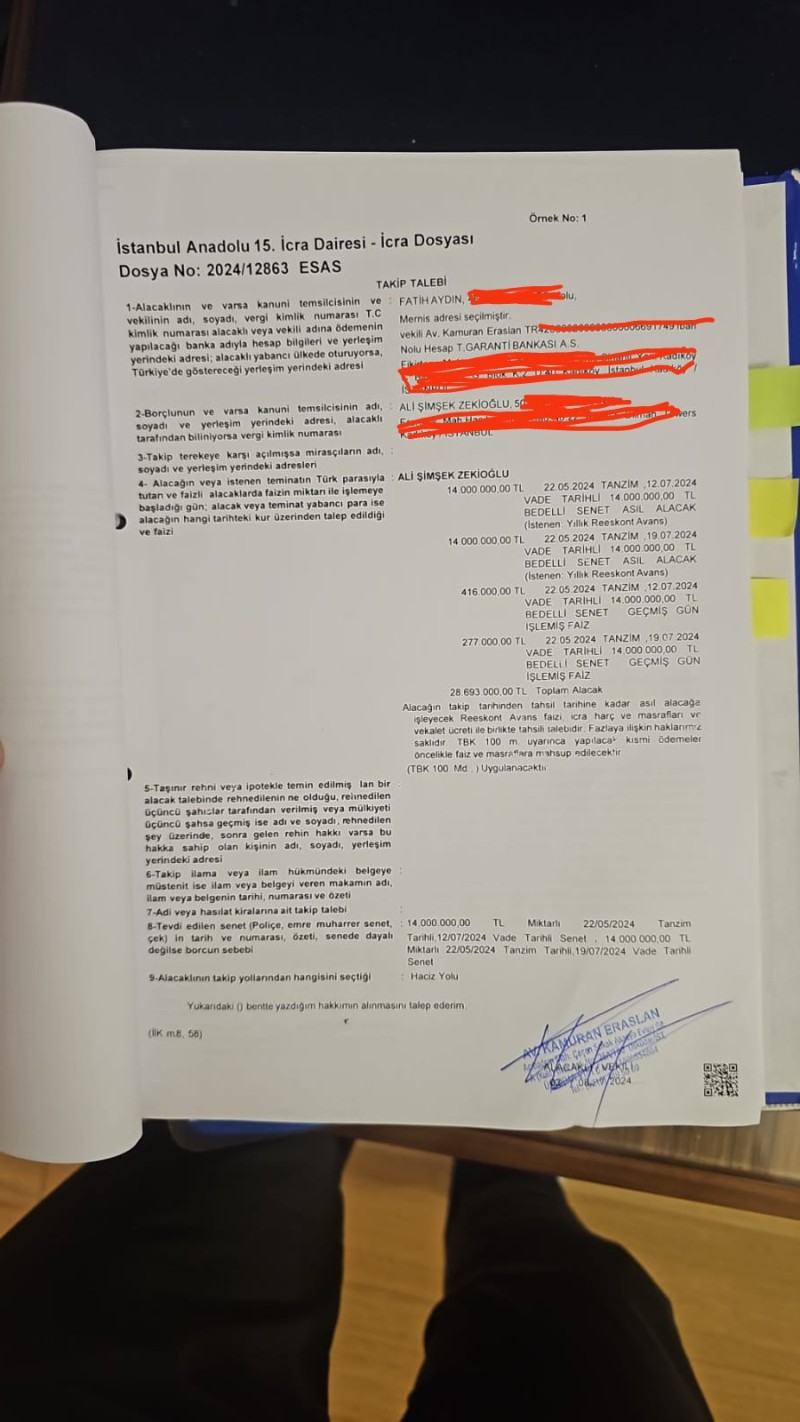 Örnek No: 1
İstanbul Anadolu 15. İcra Dairesi - İcra Dosyası
Dosya No: 2024/12863 ESAS
TAKİP TALEBİ
1-Alacaklının ve varsa kanuni temsilcisinin ve
vekilinin adı, soyadı, vergi kimlik numarası T.C
kimlik numarası alacaklı veya vekili adına ödemenin
yapılacağı banka adıyla hesap bilgileri ve yerleşim
yerindeki adresi; alacaklı yabancı ülkede oturuyorsa,
Türkiye'de göstereceği yerleşim yerindeki adresi
: FATİH AYDIN,
Mernis adresi seçilmiştir.
vekili Av. Kamuran Eraslan
Nolu Hesap T.GARANTİ BANKASI A.S.
2-Borçlunun ve varsa kanuni temsilcisinin adı,
soyadı ve yerleşim yerindeki adresi, alacaklı
tarafından biliniyorsa vergi kimlik numarası
: ALİ ŞİMŞEK ZEKİOĞLU,
3-Takip terekeye karşı açılmışsa mirasçıların adı,
soyadı ve yerleşim yerindeki adresleri
:
4- Alacağın veya istenen teminatın Türk parasıyla
tutan ve faizli alacaklarda faizin miktarı ile işlemeye
başladığı gün; alacak veya teminat yabancı para ise
alacağın hangi tarihteki kur üzerinden talep edildiği
ve faizi
: ALİ ŞİMŞEK ZEKİOĞLU
14.000.000,00 TL 22.05.2024 TANZİM ,12.07.2024
VADE TARİHLİ 14.000.000,00 TL
BEDELLİ SENET ASIL ALACAK
(İstenen: Yıllık Reeskont Avans)
14.000.000,00 TL 22.05.2024 TANZİM ,19.07.2024
VADE TARİHLİ 14.000.000,00 TL
BEDELLİ SENET ASIL ALACAK
(İstenen: Yıllık Reeskont Avans)
416.000,00 TL 22.05.2024 TANZİM ,12.07.2024
VADE TARİHLİ 14.000.000,00 TL
BEDELLİ SENET GEÇMİŞ GÜN
İŞLEMİŞ FAİZ
277.000,00 TL 22.05.2024 TANZİM ,19.07.2024
VADE TARİHLİ 14.000.000,00 TL
BEDELLİ SENET GEÇMİŞ GÜN
İŞLEMİŞ FAİZ
28.693.000,00 TL Toplam Alacak
Alacağın takip tarihinden tahsil tarihine kadar asıl alacağa
işleyecek Reeskont Avans faizi, icra harç ve masrafları ve
vekalet ücreti ile birlikte tahsili talebidir. Fazlaya ilişkin haklarımız
saklıdır. TBK 100 m. uyarınca yapılacak kısmi ödemeler
öncelikle faiz ve masraflara mahsup edilecektir.
(TBK 100. Md. ) Uygulanacaktır
5-Taşınır rehni veya ipotekle temin edilmiş lan bir
alacak talebinde rehnedilenin ne olduğu, rehnedilen
üçüncü şahıslar tarafından verilmiş veya mülkiyeti
üçüncü şahsa geçmiş ise adı ve soyadı, rehnedilen
şey üzerinde, sonra gelen rehin hakkı varsa bu
hakka sahip olan kişinin adı, soyadı, yerleşim
yerindeki adresi
6-Takip ilama veya ilam hükmündeki belgeye
müstenit ise ilam veya belgeyi veren makamın adı,
ilam veya belgenin tarihi, numarası ve özeti
:
7-Adi veya hasılat kiralarına ait takip talebi
:
8-Tevdi edilen senet (Poliçe, emre muharrer senet,
çek) in tarih ve numarası, özeti, senede dayalı
değilse borcun sebebi
: 14.000.000,00 TL Miktarlı 22/05/2024 Tanzim
Tarihli,12/07/2024 Vade Tarihli Senet , 14.000.000,00 TL
Miktarlı 22/05/2024 Tanzim Tarihli,19/07/2024 Vade Tarihli
Senet
9-Alacaklının takip yollarından hangisini seçtiği : Haciz Yolu
Yukarıdaki () bentte yazdığım hakkımın alınmasını talep ederim.
(İİK m.8, 58)
AV. KAMURAN ERASLAN
ALACAKLI VEKİLİ